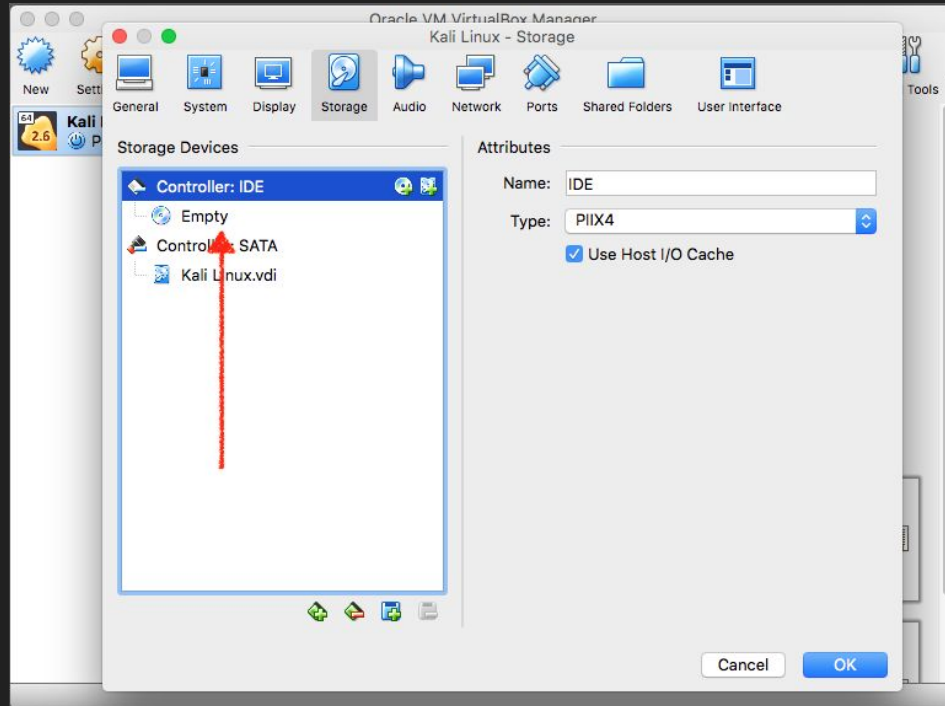 Oracle VM VirtualBox Manager
Kali Linux - Storage
New
General System Display Storage Audio Network Ports Shared Folders User Interface
Tools
64
2.6
Kali
Storage Devices
Attributes
Controller: IDE
Name: IDE
Empty
Type: PIIX4
Controller: SATA
Use Host I/O Cache
Kali Linux.vdi
Cancel OK